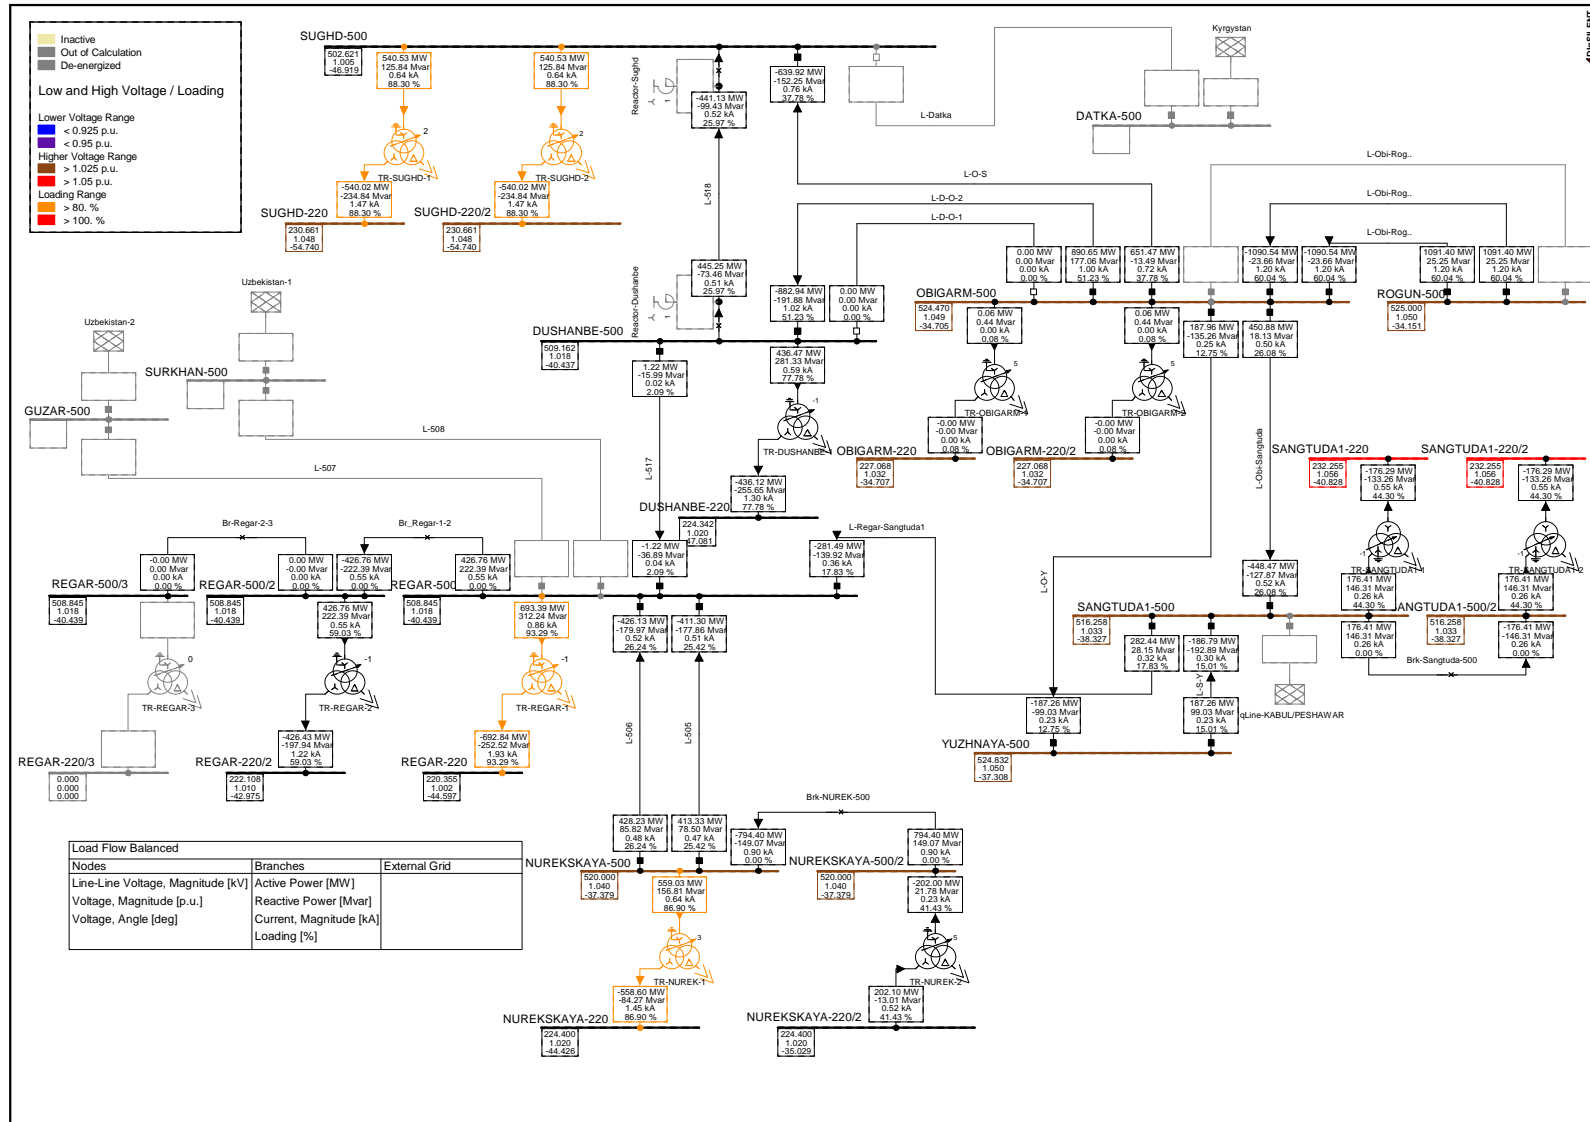 Inactive
Out of Calculation
De-energized
Low and High Voltage / Loading
Lower Voltage Range
< 0.925 p.u.
< 0.95 p.u.
Higher Voltage Range
> 1.025 p.u.
> 1.05 p.u.
Loading Range
> 80. %
> 100. %
SUGHD-500
502.621
1.005
-46.919
540.53 MW
125.84 Mvar
0.64 kA
88.30 %
540.53 MW
125.84 Mvar
0.64 kA
88.30 %
2
2
TR-SUGHD-1
TR-SUGHD-2
-540.02 MW
-234.84 Mvar
1.47 kA
88.30 %
-540.02 MW
-234.84 Mvar
1.47 kA
88.30 %
SUGHD-220
230.661
1.048
-54.740
SUGHD-220/2
230.661
1.048
-54.740
Reactor-Sughd
1
-441.13 MW
-99.43 Mvar
0.52 kA
25.97 %
-639.92 MW
-152.25 Mvar
0.76 kA
37.78 %
L-Datka
Kyrgystan
DATKA-500
L-518
L-O-S
L-D-O-2
L-D-O-1
L-Obi-Rog..
L-Obi-Rog..
L-Obi-Rog..
Reactor-Dushanbe
1
445.25 MW
-73.46 Mvar
0.51 kA
25.97 %
-882.94 MW
-191.88 Mvar
1.02 kA
51.23 %
0.00 MW
0.00 Mvar
0.00 kA
0.00 %
0.00 MW
0.00 Mvar
0.00 kA
0.00 %
890.65 MW
177.06 Mvar
1.00 kA
51.23 %
651.47 MW
-13.49 Mvar
0.72 kA
37.78 %
-1090.54 MW
-23.66 Mvar
1.20 kA
60.04 %
-1090.54 MW
-23.66 Mvar
1.20 kA
60.04 %
1091.40 MW
25.25 Mvar
1.20 kA
60.04 %
1091.40 MW
25.25 Mvar
1.20 kA
60.04 %
OBIGARM-500
524.470
1.049
-34.705
ROGUN-500
525.000
1.050
-34.151
Uzbekistan-1
Uzbekistan-2
SURKHAN-500
GUZAR-500
L-508
L-507
DUSHANBE-500
509.162
1.018
-40.437
1.22 MW
-15.99 Mvar
0.02 kA
2.09 %
436.47 MW
281.33 Mvar
0.59 kA
77.78 %
-1
TR-DUSHANBE
-436.12 MW
-255.65 Mvar
1.30 kA
77.78 %
DUSHANBE-220
224.342
1.020
47.081
L-517
0.06 MW
0.44 Mvar
0.00 kA
0.08 %
0.06 MW
0.44 Mvar
0.00 kA
0.08 %
5
5
TR-OBIGARM-1
TR-OBIGARM-2
-0.00 MW
-0.00 Mvar
0.00 kA
0.08 %
-0.00 MW
-0.00 Mvar
0.00 kA
0.08 %
OBIGARM-220
227.068
1.032
-34.707
OBIGARM-220/2
227.068
1.032
-34.707
187.96 MW
-135.26 Mvar
0.25 kA
12.75 %
450.88 MW
18.13 Mvar
0.50 kA
26.08 %
L-Obi-Sangtuda
SANGTUDA1-220
232.255
1.056
-40.828
SANGTUDA1-220/2
232.255
1.056
-40.828
-176.29 MW
-133.26 Mvar
0.55 kA
44.30 %
-176.29 MW
-133.26 Mvar
0.55 kA
44.30 %
-1
-1
176.41 MW
146.31 Mvar
0.26 kA
44.30 %
176.41 MW
146.31 Mvar
0.26 kA
44.30 %
Br-Regar-2-3
Br_Regar-1-2
L-Regar-Sangtuda1
-0.00 MW
-0.00 Mvar
0.00 kA
0.00 %
0.00 MW
-0.00 Mvar
0.00 kA
0.00 %
-426.76 MW
-222.39 Mvar
0.55 kA
0.00 %
426.76 MW
222.39 Mvar
0.55 kA
0.00 %
-1.22 MW
-36.89 Mvar
0.04 kA
2.09 %
-281.49 MW
-139.92 Mvar
0.36 kA
17.83 %
REGAR-500/3
508.845
1.018
-40.439
REGAR-500/2
508.845
1.018
-40.439
REGAR-500
508.845
1.018
-40.439
426.76 MW
222.39 Mvar
0.55 kA
59.03 %
693.39 MW
312.24 Mvar
0.86 kA
93.29 %
-426.13 MW
-179.97 Mvar
0.52 kA
26.24 %
-411.30 MW
-177.86 Mvar
0.51 kA
25.42 %
0
-1
-1
TR-REGAR-3
TR-REGAR-2
TR-REGAR-1
-426.43 MW
-197.94 Mvar
1.22 kA
59.03 %
-692.84 MW
-252.52 Mvar
1.93 kA
93.29 %
REGAR-220/3
0.000
0.000
0.000
REGAR-220/2
222.108
1.010
-42.975
REGAR-220
220.355
1.002
-44.597
L-506
L-505
L-O-Y
-448.47 MW
-127.87 Mvar
0.52 kA
26.08 %
SANGTUDA1-500
516.258
1.033
-38.327
SANGTUDA1-500/2
516.258
1.033
-38.327
282.44 MW
28.15 Mvar
0.32 kA
17.83 %
-186.79 MW
-192.89 Mvar
0.30 kA
15.01 %
176.41 MW
146.31 Mvar
0.26 kA
0.00 %
-176.41 MW
-146.31 Mvar
0.26 kA
0.00 %
Brk-Sangtuda-500
L-S-Y
qLine-KABUL/PESHAWAR
-187.26 MW
-99.03 Mvar
0.23 kA
12.75 %
187.26 MW
99.03 Mvar
0.23 kA
15.01 %
YUZHNAYA-500
524.832
1.050
-37.308
Brk-NUREK-500
428.23 MW
85.82 Mvar
0.48 kA
26.24 %
413.33 MW
78.50 Mvar
0.47 kA
25.42 %
-794.40 MW
-149.07 Mvar
0.90 kA
0.00 %
794.40 MW
149.07 Mvar
0.90 kA
0.00 %
NUREKSKAYA-500
520.000
1.040
-37.379
NUREKSKAYA-500/2
520.000
1.040
-37.379
559.03 MW
156.81 Mvar
0.64 kA
86.90 %
-202.00 MW
21.78 Mvar
0.23 kA
41.43 %
3
5
TR-NUREK-1
TR-NUREK-2
-558.60 MW
-84.27 Mvar
1.45 kA
86.90 %
202.10 MW
-13.01 Mvar
0.52 kA
41.43 %
NUREKSKAYA-220
224.400
1.020
-44.426
NUREKSKAYA-220/2
224.400
1.020
-35.029
Load Flow Balanced
Nodes
Branches
External Grid
Line-Line Voltage, Magnitude [kV]
Active Power [MW]
Voltage, Magnitude [p.u.]
Reactive Power [Mvar]
Voltage, Angle [deg]
Current, Magnitude [kA]
Loading [%]